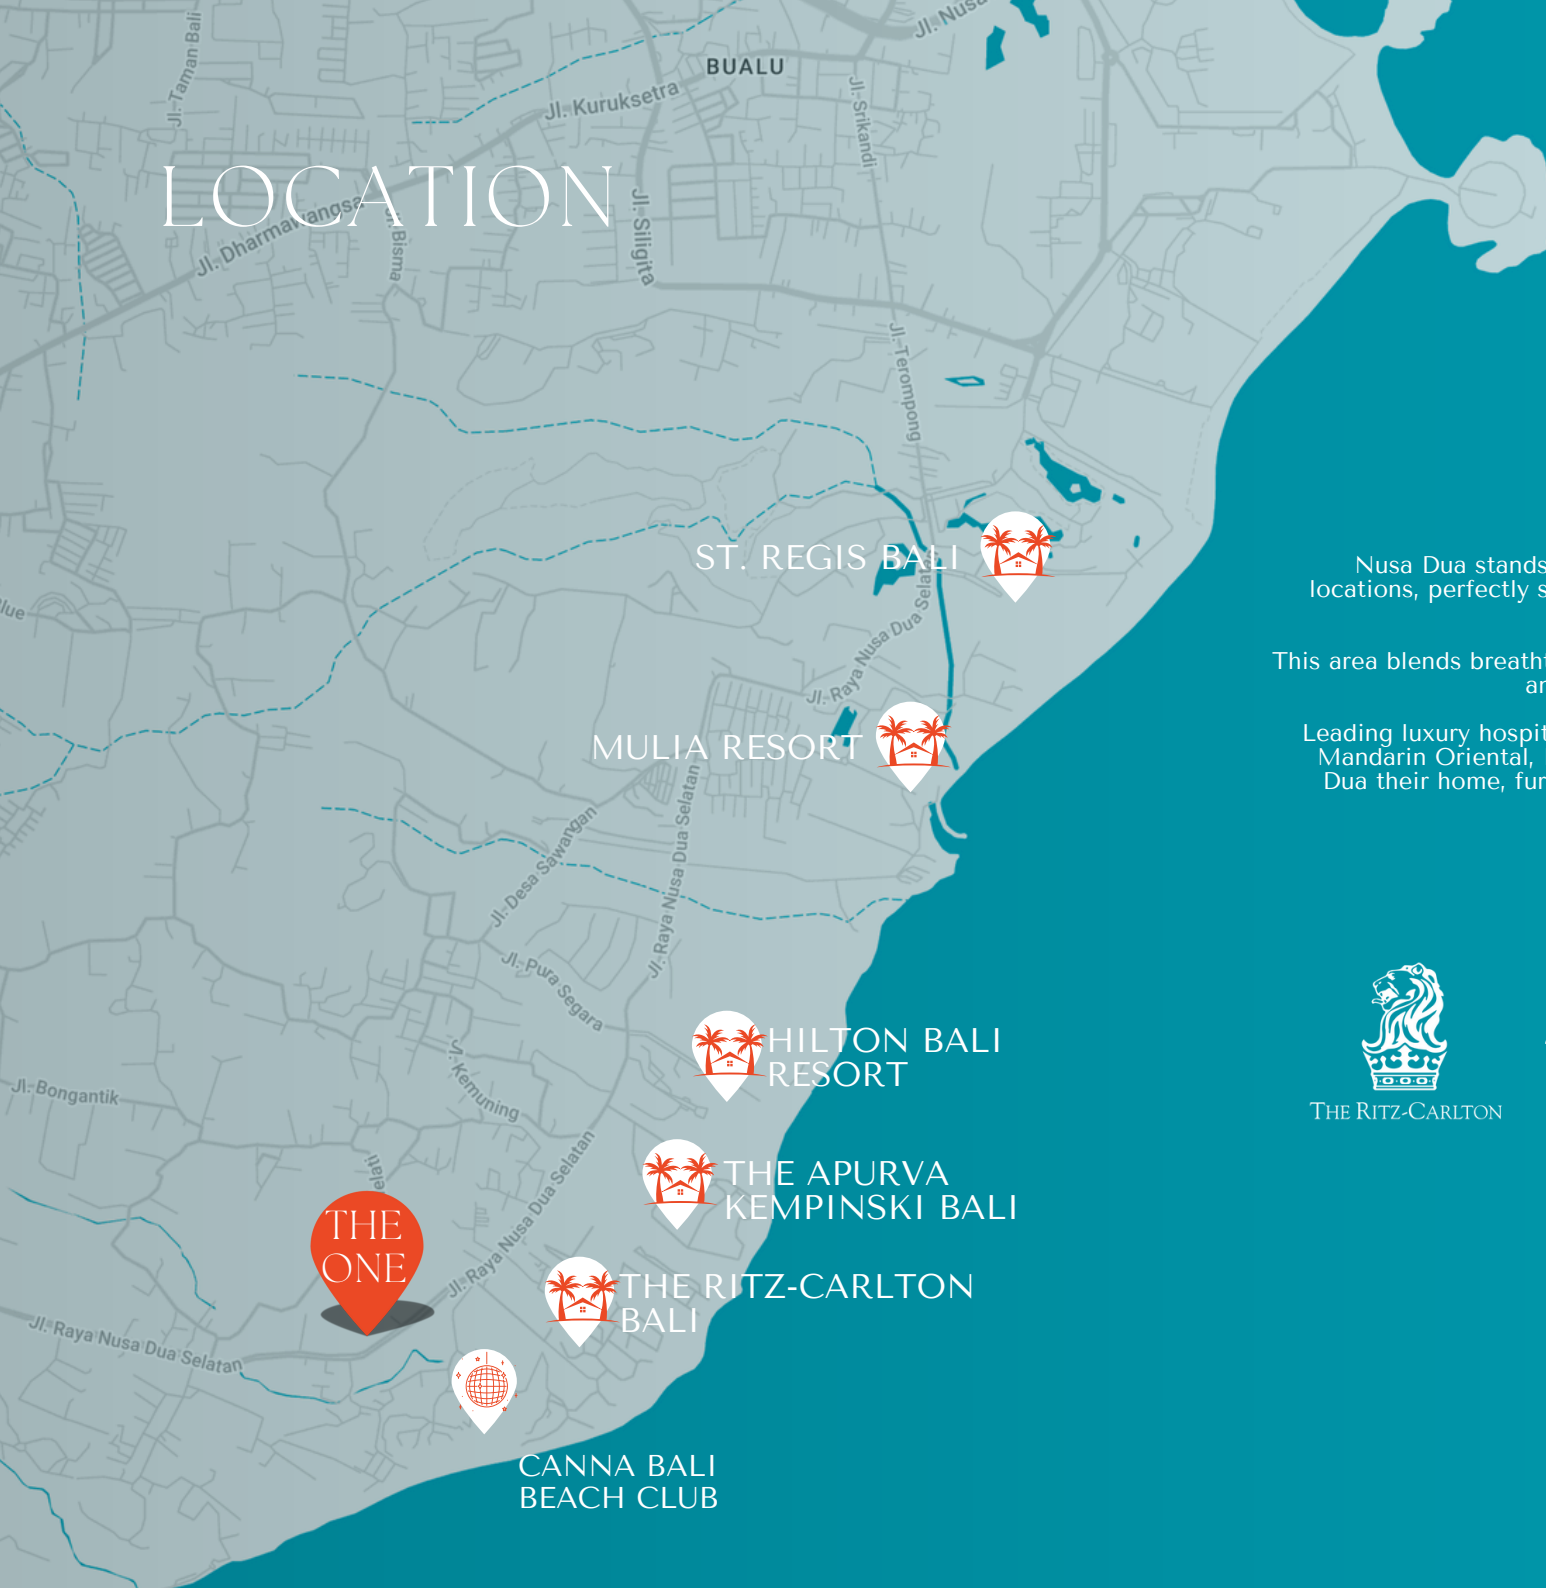 Jl. Nusa
BUALU
Jl. Taman Bali
Jl. Kuruksetra
Jl. Srikandi
LOCATION
Jl. Dharmawangsa
Jl. Bisma
Jl. Siligita
Jl. Terompong
ST. REGIS BALI
Nusa Dua stands
locations, perfectly s
Jl. Raya Nusa Dua Selat
This area blends breatht
ar
MULIA RESORT
Leading luxury hospit
Mandarin Oriental,
Dua their home, fur
Jl. Desa Sawangan
Jl. Raya Nusa Dua Selatan
Jl. Pura Segara
HILTON BALI
RESORT
Jl. Kemuning
Jl. Bongantik
THE RITZ-CARLTON
THE APURVA
KEMPINSKI BALI
elati
THE
ONE
Jl. Raya Nusa Dua Selatan
THE RITZ-CARLTON
BALI
Jl. Raya Nusa Dua Selatan
CANNA BALI
BEACH CLUB